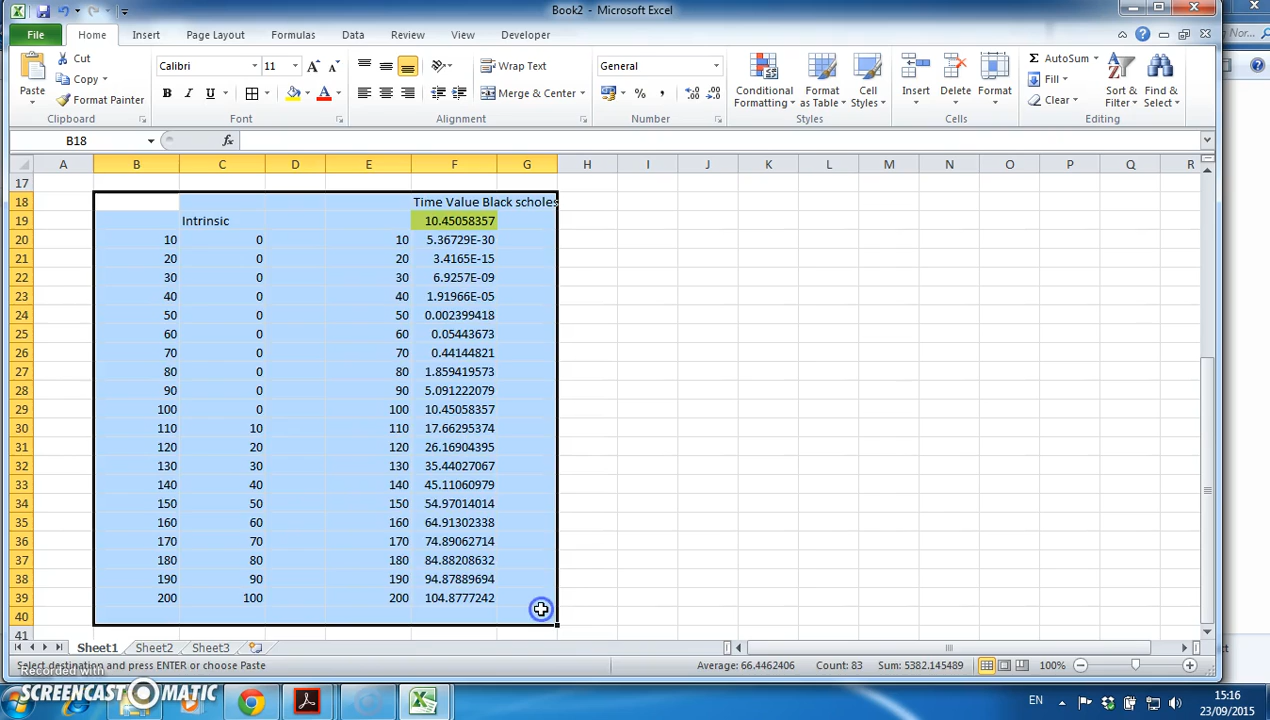 Book2 - Microsoft Excel
File Home Insert Page Layout Formulas Data Review View Developer
Cut
Copy
Format Painter
Paste
Clipboard
Calibri 11
B I U
Font
Wrap Text
Merge & Center
Alignment
General
%
Number
Conditional Formatting
Format as Table
Cell Styles
Styles
Insert Delete Format
Cells
AutoSum
Fill
Clear
Sort & Filter
Find & Select
Editing
B18 fx
A B C D E F G H I J K L M N O P Q R
17
18 Time Value Black scholes
19 Intrinsic 10.45058357
20 10 0 10 5.36729E-30
21 20 0 20 3.4165E-15
22 30 0 30 6.9257E-09
23 40 0 40 1.91966E-05
24 50 0 50 0.002399418
25 60 0 60 0.05443673
26 70 0 70 0.44144821
27 80 0 80 1.859419573
28 90 0 90 5.091222079
29 100 0 100 10.45058357
30 110 10 110 17.66295374
31 120 20 120 26.16904395
32 130 30 130 35.44027067
33 140 40 140 45.11060979
34 150 50 150 54.97014014
35 160 60 160 64.91302338
36 170 70 170 74.89062714
37 180 80 180 84.88208632
38 190 90 190 94.87889694
39 200 100 200 104.8777242
40
41
Sheet1 Sheet2 Sheet3
Select destination and press ENTER or choose Paste Average: 66.4462406 Count: 83 Sum: 5382.145489 100%
Recorded with
SCREENCAST MATIC
EN 15:16
23/09/2015